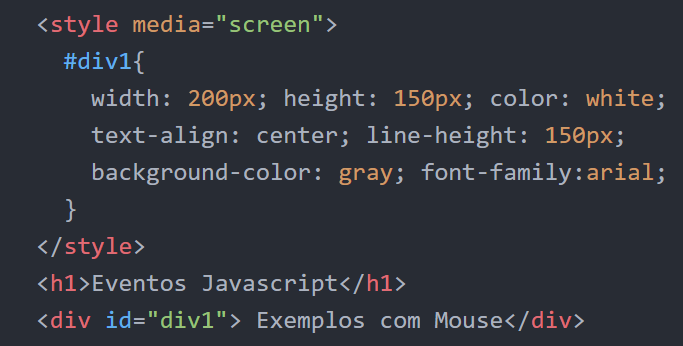 <style media="screen">
#div1{
width: 200px; height: 150px; color: white;
text-align: center; line-height: 150px;
background-color: gray; font-family:arial;
}
</style>
<h1>Eventos Javascript</h1>
<div id="div1"> Exemplos com Mouse</div>